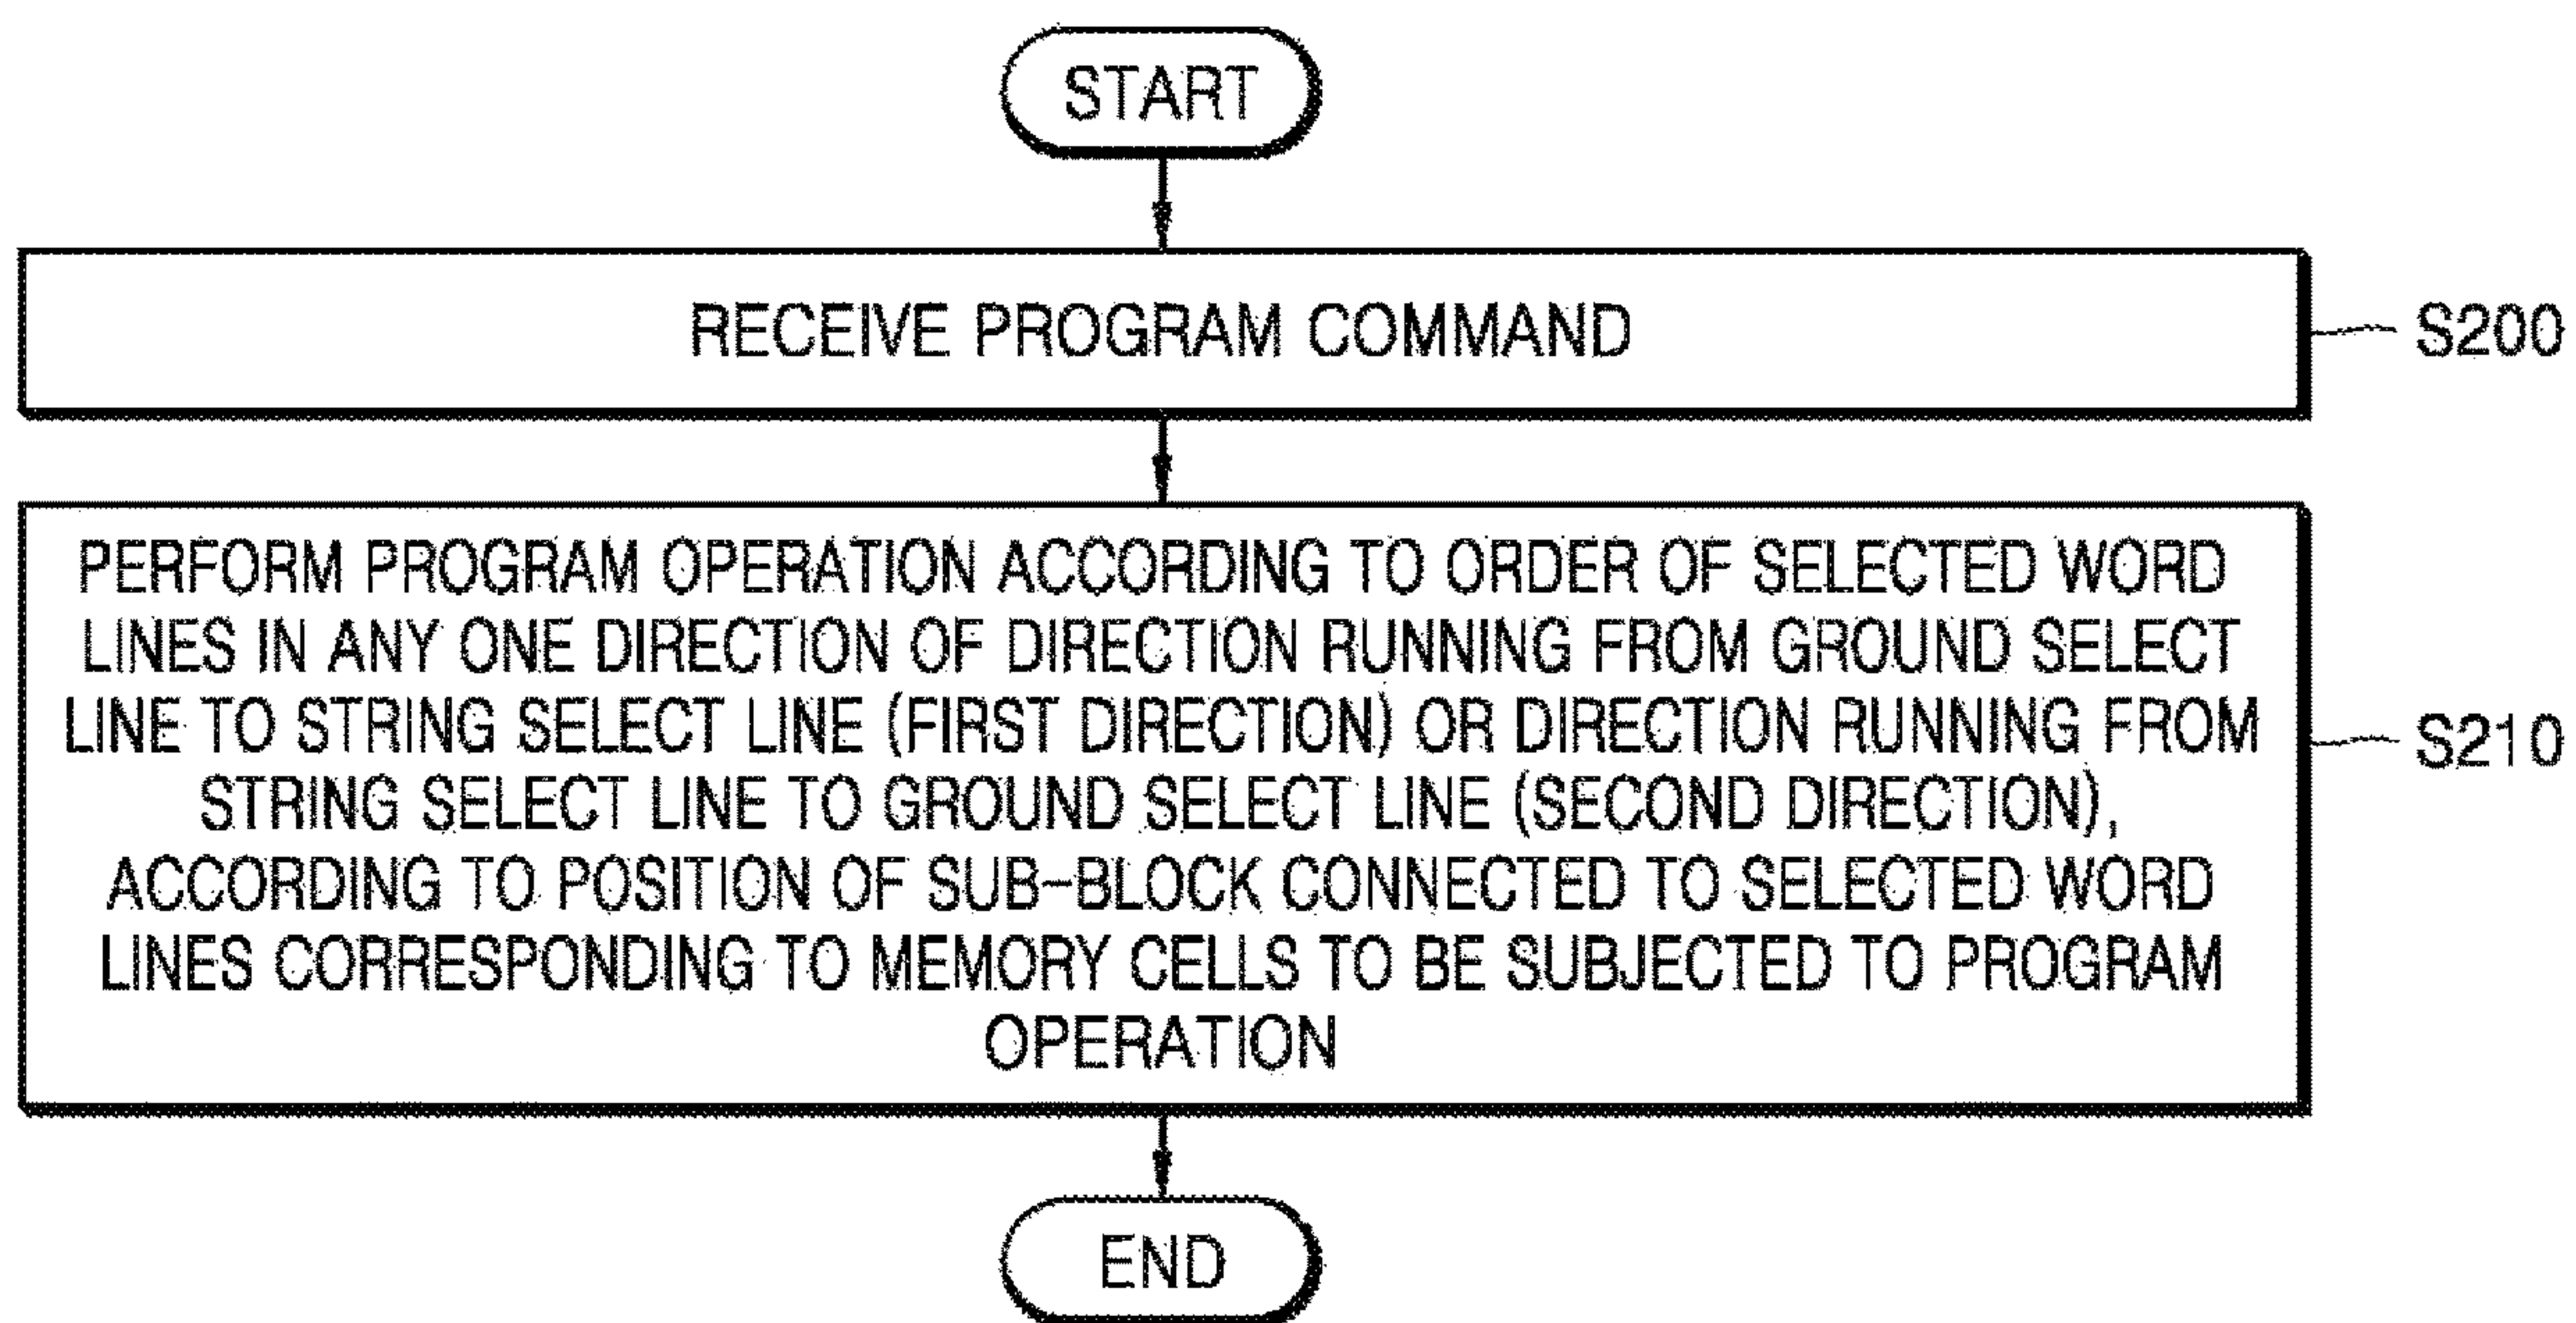 START
RECEIVE PROGRAM COMMAND
S200
PERFORM PROGRAM OPERATION ACCORDING TO ORDER OF SELECTED WORD
LINES IN ANY ONE DIRECTION OF DIRECTION RUNNING FROM GROUND SELECT
LINE TO STRING SELECT LINE (FIRST DIRECTION) OR DIRECTION RUNNING FROM
STRING SELECT LINE TO GROUND SELECT LINE (SECOND DIRECTION),
ACCORDING TO POSITION OF SUB-BLOCK CONNECTED TO SELECTED WORD
LINES CORRESPONDING TO MEMORY CELLS TO BE SUBJECTED TO PROGRAM
OPERATION
S210
END